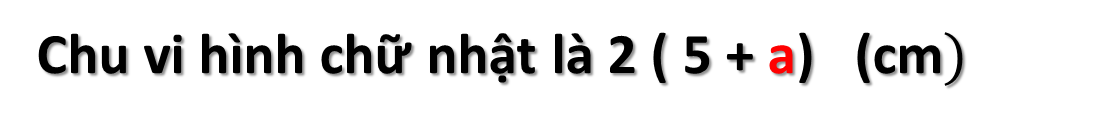 Chu vi hình chữ nhật là 2 ( 5 + a) (cm)